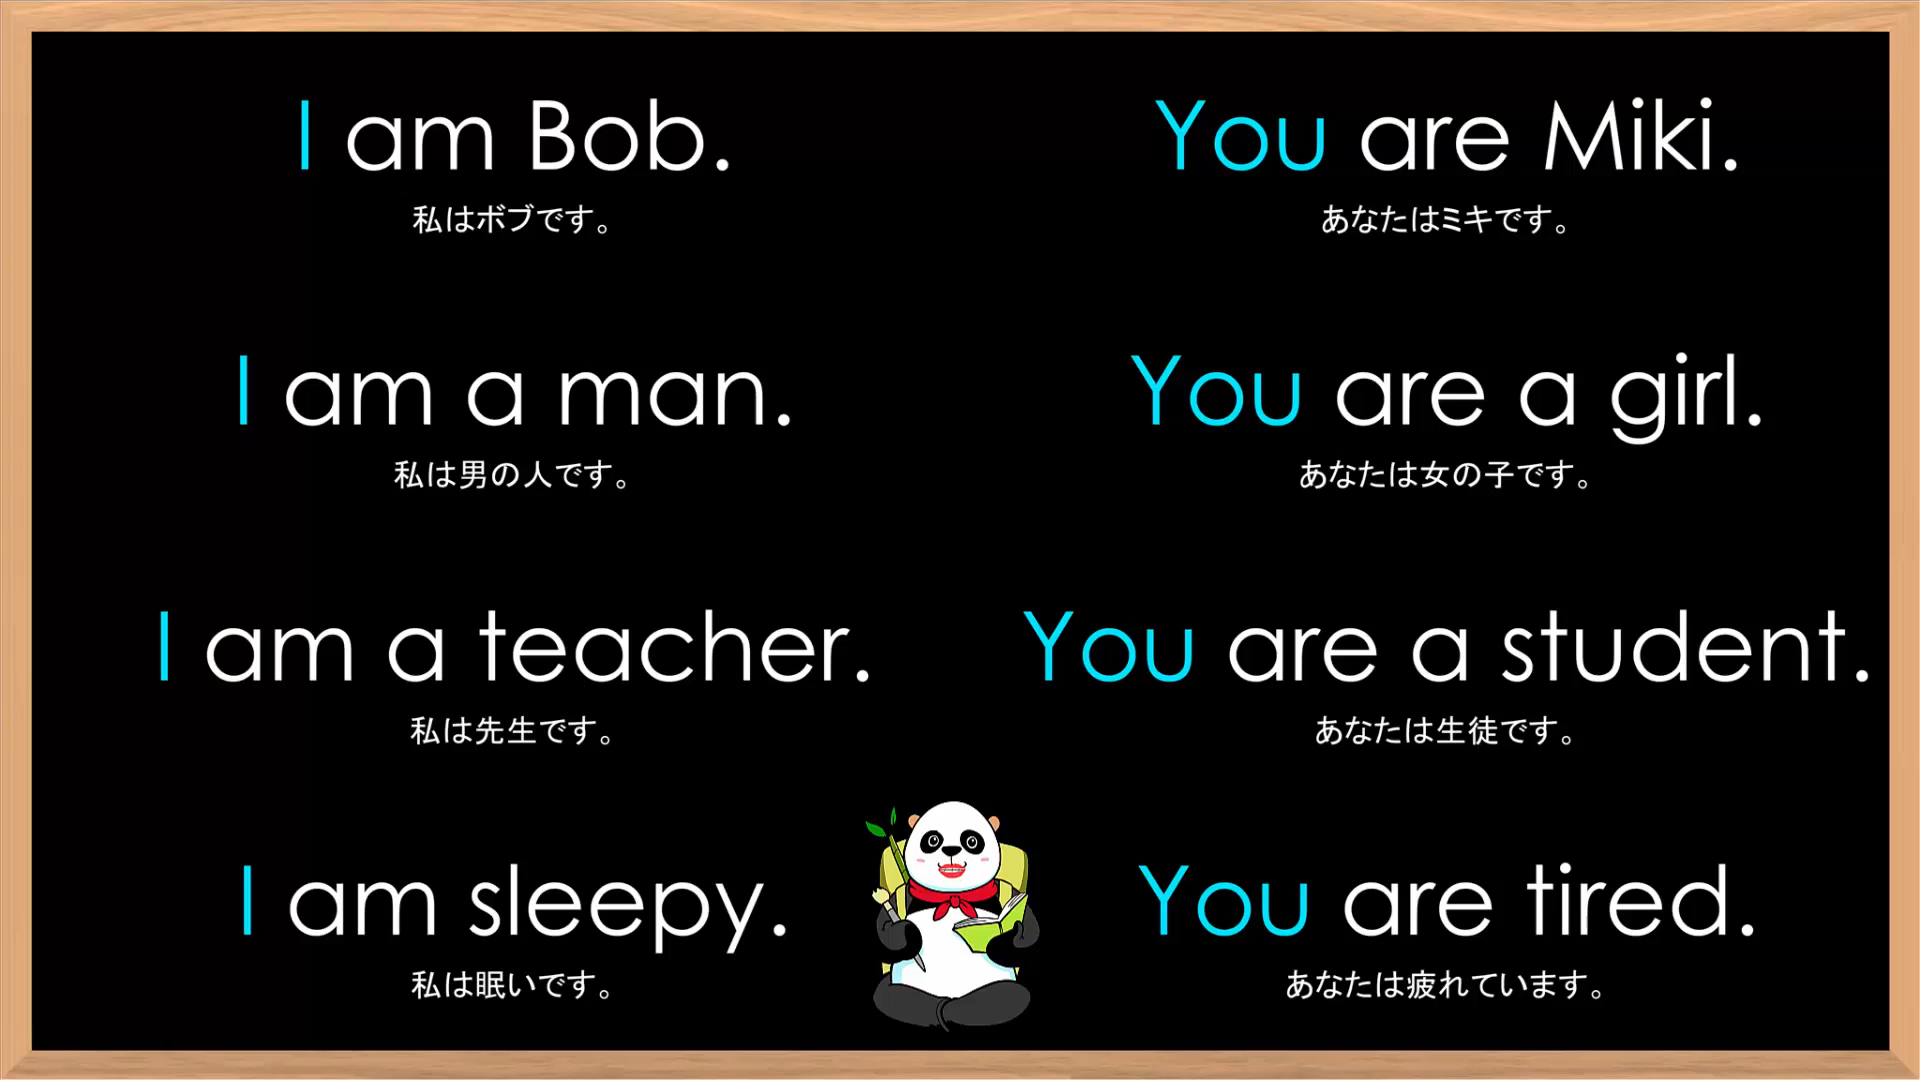 I am Bob.
私はボブです。
You are Miki.
あなたはミキです。
I am a man.
私は男の人です。
You are a girl.
あなたは女の子です。
I am a teacher.
私は先生です。
You are a student.
あなたは生徒です。
I am sleepy.
私は眠いです。
You are tired.
あなたは疲れています。